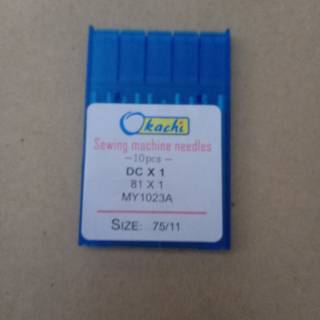 Okachi
Sewing machine needles
-10pcs-
DC X 1
81 X 1
MY1023A
SIZE: 75/11